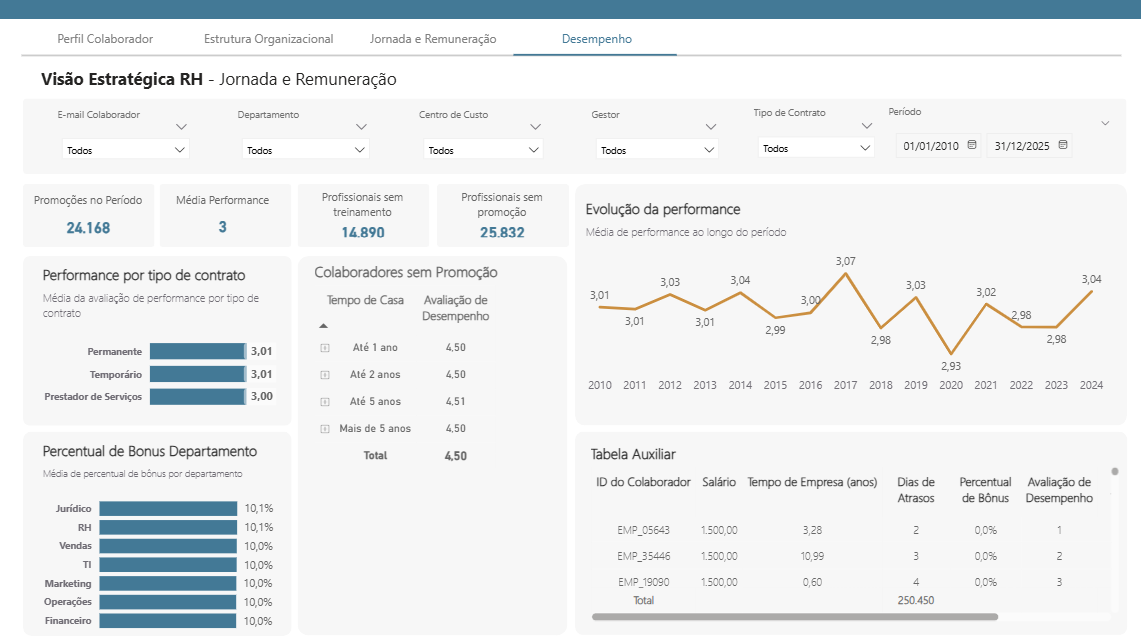 Perfil Colaborador
Estrutura Organizacional
Jornada e Remuneração
Desempenho
Visão Estratégica RH - Jornada e Remuneração
E-mail Colaborador
Todos
Departamento
Todos
Centro de Custo
Todos
Gestor
Todos
Tipo de Contrato
Todos
Período
01/01/2010
31/12/2025
Promoções no Período
24.168
Média Performance
3
Profissionais sem
treinamento
14.890
Profissionais sem
promoção
25.832
Performance por tipo de contrato
Média da avaliação de performance por tipo de
contrato
Permanente 3,01
Temporário 3,01
Prestador de Serviços 3,00
Percentual de Bonus Departamento
Média de percentual de bônus por departamento
Jurídico 10,1%
RH 10,1%
Vendas 10,0%
TI 10,0%
Marketing 10,0%
Operações 10,0%
Financeiro 10,0%
Colaboradores sem Promoção
Tempo de Casa
Avaliação de
Desempenho
Até 1 ano 4,50
Até 2 anos 4,50
Até 5 anos 4,51
Mais de 5 anos 4,50
Total 4,50
Evolução da performance
Média de performance ao longo do período
3,01
3,01
3,03
3,01
3,04
2,99
3,00
3,07
2,98
3,03
2,93
3,02
2,98
2,98
3,04
2010 2011 2012 2013 2014 2015 2016 2017 2018 2019 2020 2021 2022 2023 2024
Tabela Auxiliar
ID do Colaborador
Salário
Tempo de Empresa (anos)
Dias de
Atrasos
Percentual
de Bônus
Avaliação de
Desempenho
EMP_05643 1.500,00 3,28 2 0,0% 1
EMP_35446 1.500,00 10,99 3 0,0% 2
EMP_19090 1.500,00 0,60 4 0,0% 3
Total 250.450